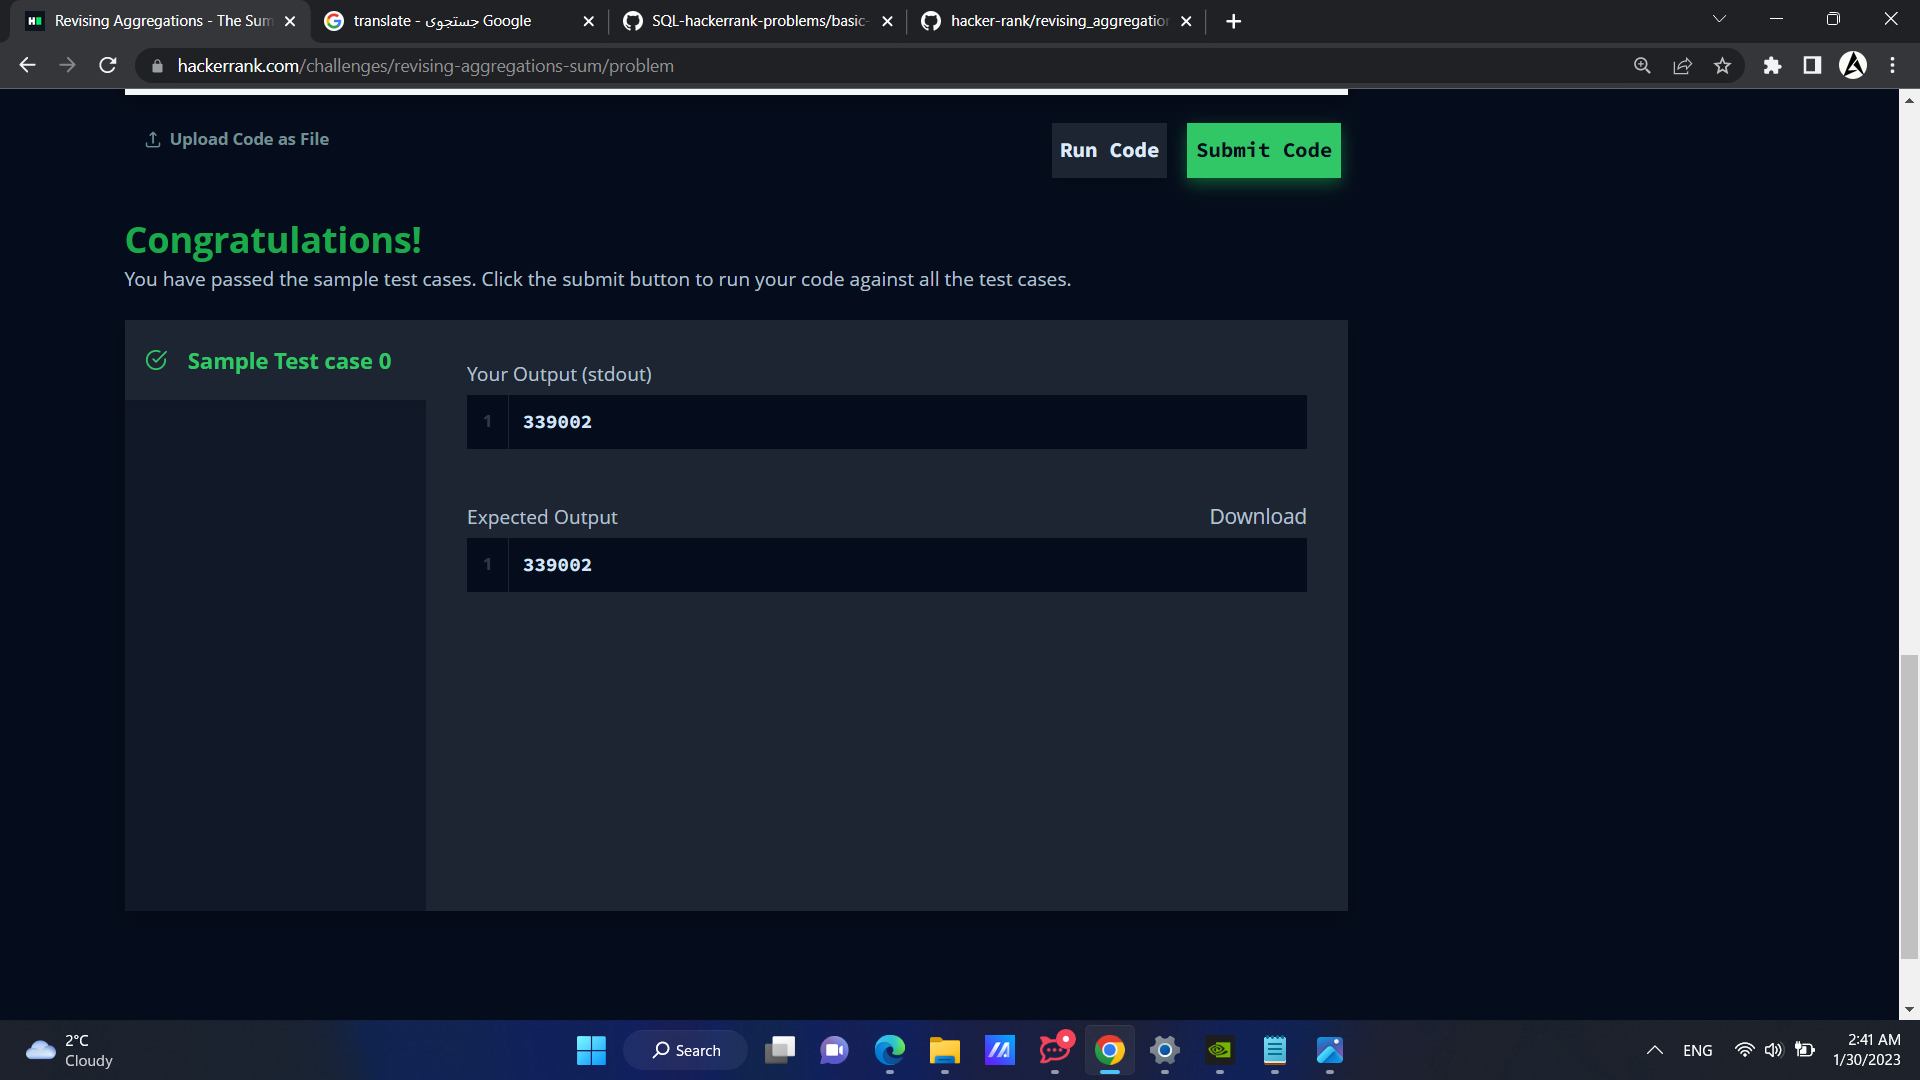 Revising Aggregations - The Sum
translate - جستجوی Google
SQL-hackerrank-problems/basic-
hacker-rank/revising_aggregation
hackerrank.com/challenges/revising-aggregations-sum/problem
Upload Code as File
Run Code
Submit Code
Congratulations!
You have passed the sample test cases. Click the submit button to run your code against all the test cases.
Sample Test case 0
Your Output (stdout)
1
339002
Expected Output
Download
1
339002
2°C
Cloudy
Search
ENG
2:41 AM
1/30/2023